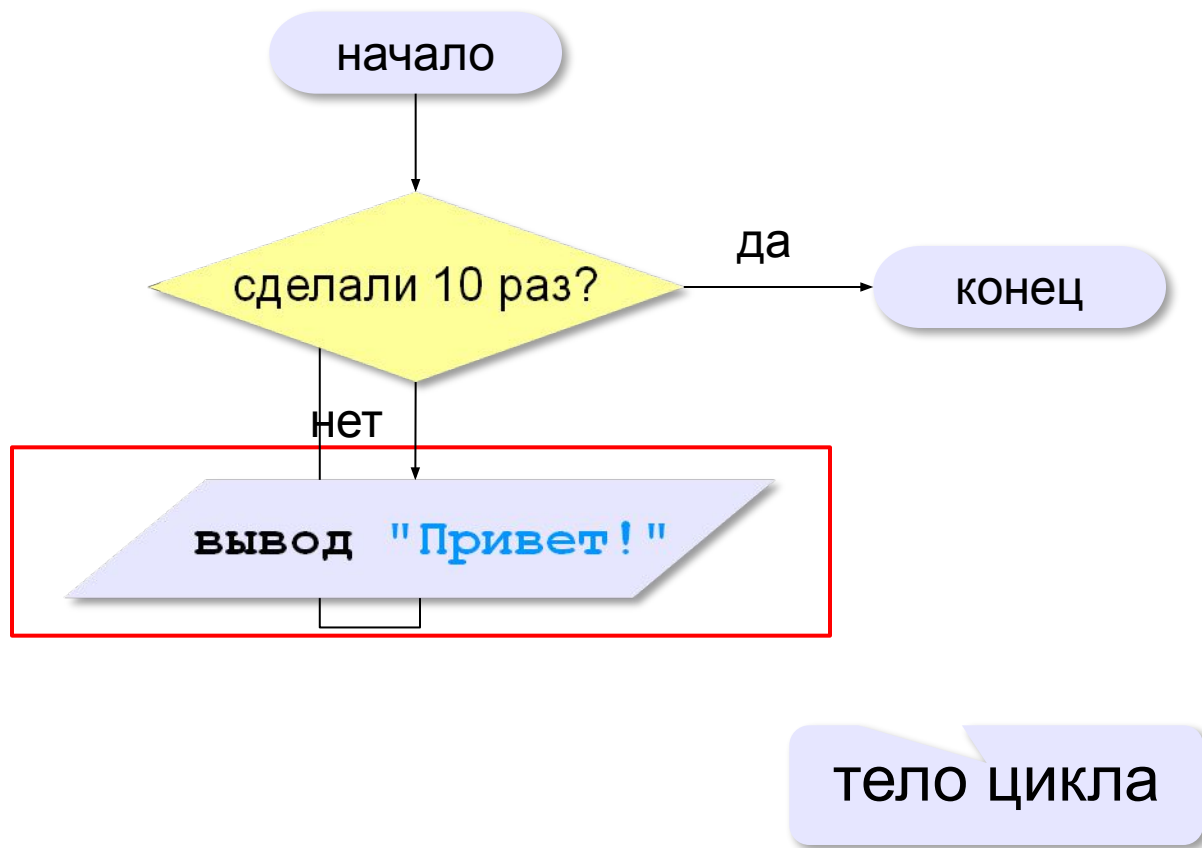 начало
сделали 10 раз?
да
конец
нет
вывод "Привет!"
тело цикла